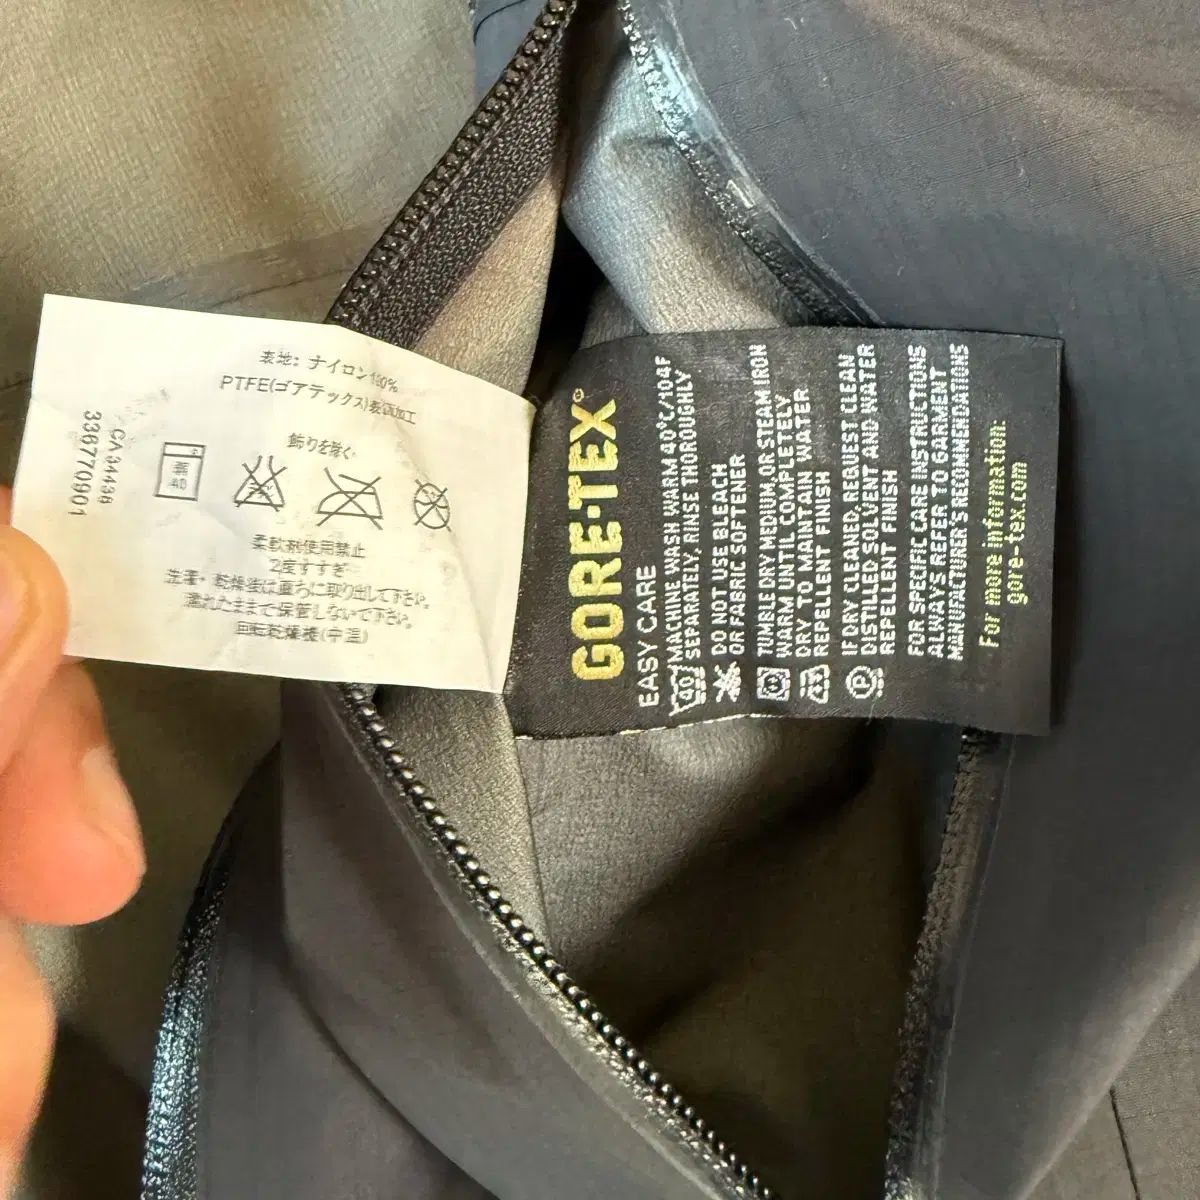 表地: ナイロン100%
PTFE(ゴアテックス)表面加工
飾りを除く
弱
40
柔軟剤使用禁止
2度すすぎ
洗濯・乾燥後は直ちに取り出して下さい。
濡れたままで保管しないで下さい。
回転乾燥機(中温)
CA34436
336770901
GORE-TEX®
EASY CARE
40
MACHINE WASH WARM 40°C/104F
SEPARATELY, RINSE THOROUGHLY
DO NOT USE BLEACH
OR FABRIC SOFTENER
TUMBLE DRY MEDIUM, OR STEAM IRON
WARM UNTIL COMPLETELY
DRY TO MAINTAIN WATER
REPELLENT FINISH
P
IF DRY CLEANED, REQUEST CLEAN
DISTILLED SOLVENT AND WATER
REPELLENT FINISH
FOR SPECIFIC CARE INSTRUCTIONS
ALWAYS REFER TO GARMENT
MANUFACTURER'S RECOMMENDATIONS
For more information:
gore-tex.com